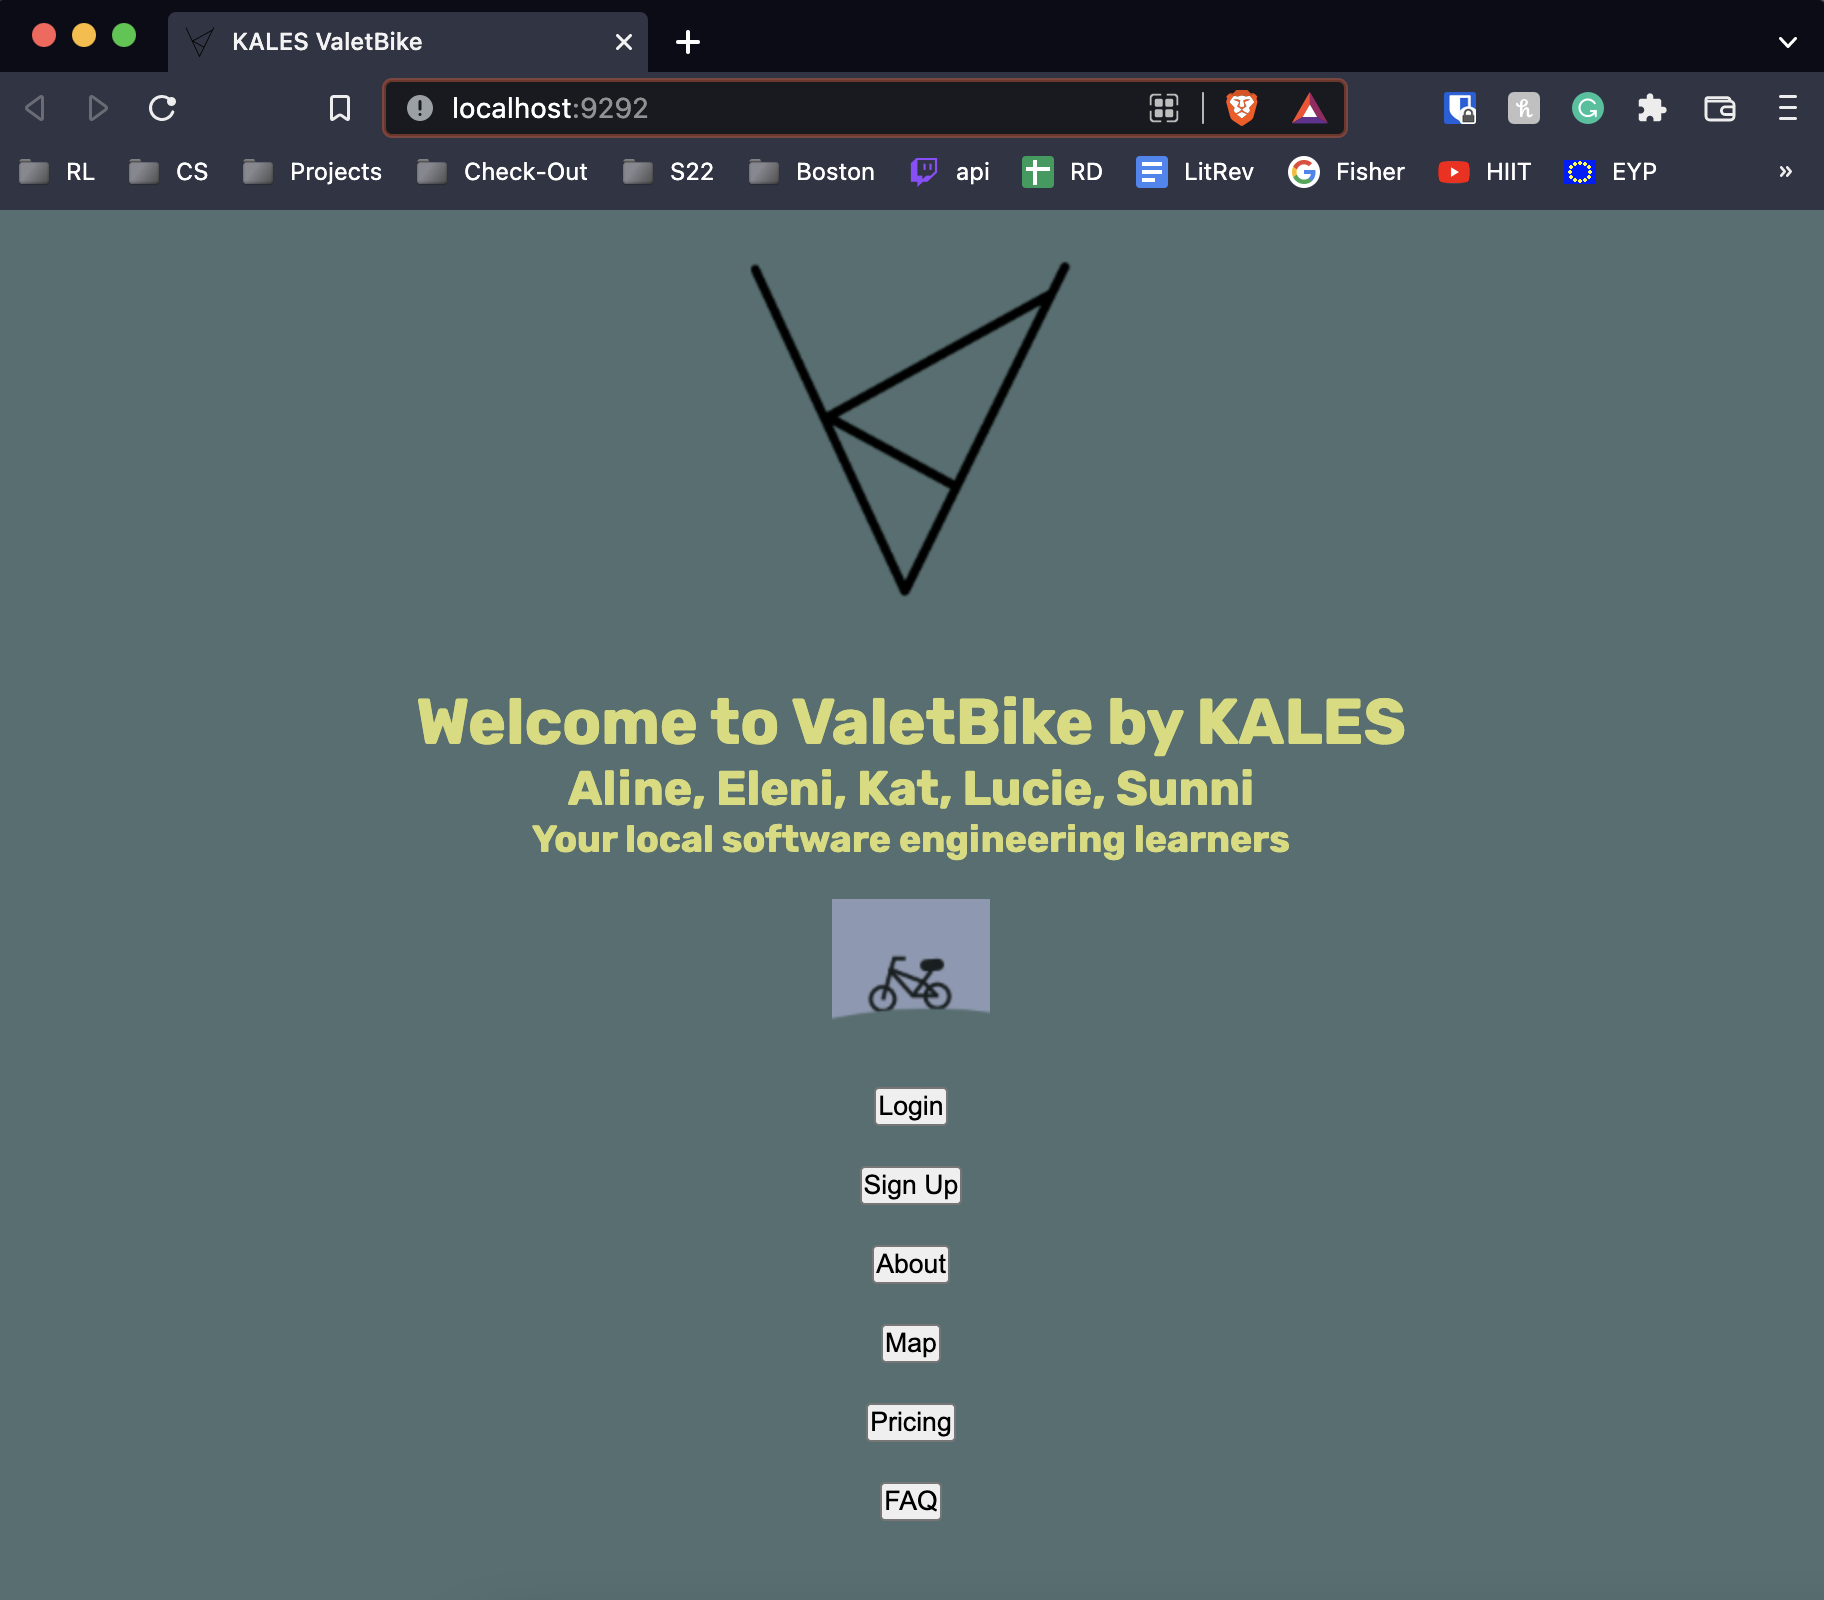 KALES ValetBike
localhost:9292
RL CS Projects Check-Out S22 Boston api RD LitRev Fisher HIIT EYP »
Welcome to ValetBike by KALES
Aline, Eleni, Kat, Lucie, Sunni
Your local software engineering learners
Login
Sign Up
About
Map
Pricing
FAQ